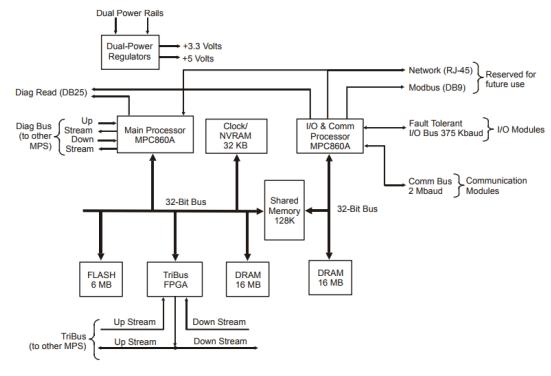 Dual Power Rails
Dual-Power
Regulators
+3.3 Volts
+5 Volts
Network (RJ-45)
Modbus (DB9)
Reserved for
future use
Diag Read (DB25)
Diag Bus
(to other
MPS)
Up
Stream
Down
Stream
Main Processor
MPC860A
Clock/
NVRAM
32 KB
I/O & Comm
Processor
MPC860A
Fault Tolerant
I/O Bus 375 Kbaud
I/O Modules
Comm Bus
2 Mbaud
Communication
Modules
32-Bit Bus
Shared
Memory
128K
32-Bit Bus
FLASH
6 MB
TriBus
FPGA
DRAM
16 MB
DRAM
16 MB
TriBus
(to other MPS)
Up Stream
Down Stream
Up Stream
Down Stream